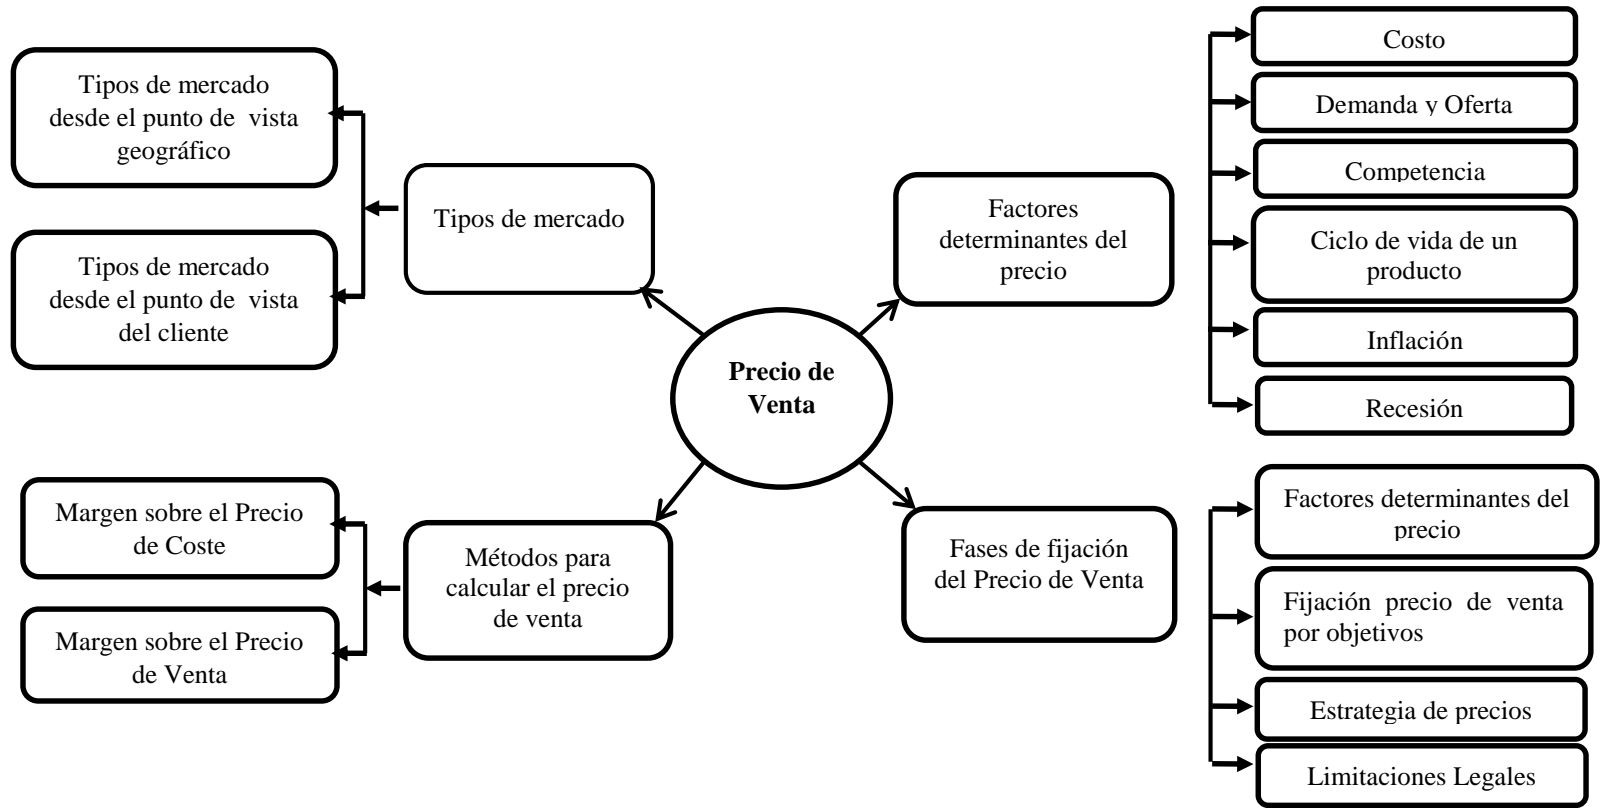 Tipos de mercado
desde el punto de vista
geográfico
Tipos de mercado
desde el punto de vista
del cliente
Tipos de mercado
Factores
determinantes del
precio
Costo
Demanda y Oferta
Competencia
Ciclo de vida de un
producto
Inflación
Recesión
Precio de
Venta
Margen sobre el Precio
de Coste
Margen sobre el Precio
de Venta
Métodos para
calcular el precio
de venta
Fases de fijación
del Precio de Venta
Factores determinantes del
precio
Fijación precio de venta
por objetivos
Estrategia de precios
Limitaciones Legales